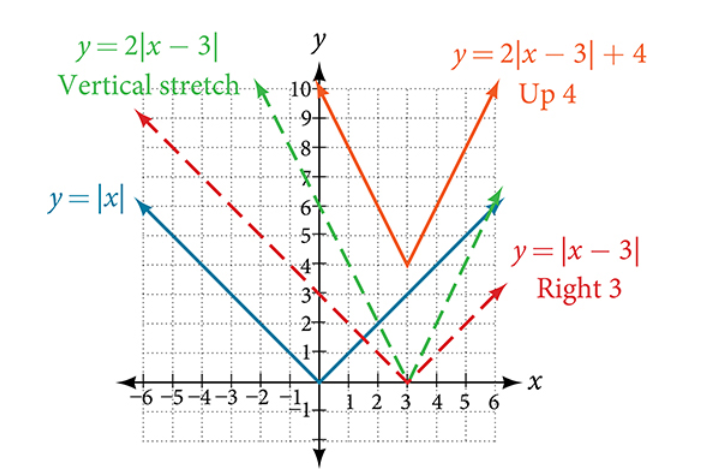 y = 2|x − 3|
Vertical stretch
y
y = 2|x − 3| + 4
Up 4
10
9
8
7
6
y = |x|
5
4
y = |x − 3|
3
Right 3
2
1
x
−6 −5 −4 −3 −2 −1 1 2 3 4 5 6
−1